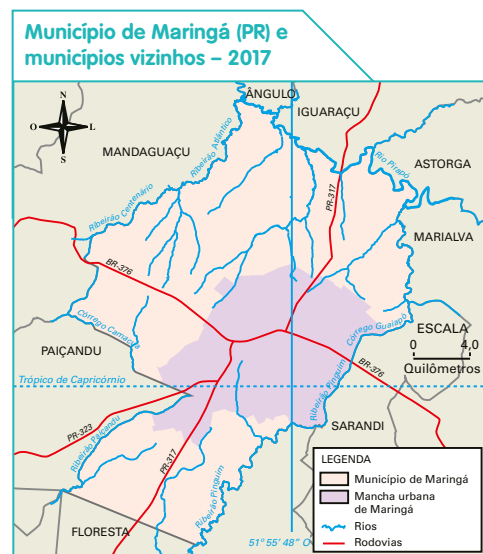 Município de Maringá (PR) e
municípios vizinhos – 2017
ÂNGULO
IGUARAÇU
N
O
L
S
MANDAGUAÇU
Ribeirão Atlântico
Rio Pirapó
ASTORGA
PR-317
Ribeirão Centenário
MARIALVA
BR-376
Córrego Camaçus
Córrego Guaiapó
ESCALA
0 4,0
Quilômetros
PAIÇANDU
BR-376
Trópico de Capricórnio
Ribeirão Pinguim
SARANDI
PR-323
Ribeirão Paiçandu
PR-317
Ribeirão Pinguim
FLORESTA
51° 55' 48" O
LEGENDA
Município de Maringá
Mancha urbana
de Maringá
Rios
Rodovias